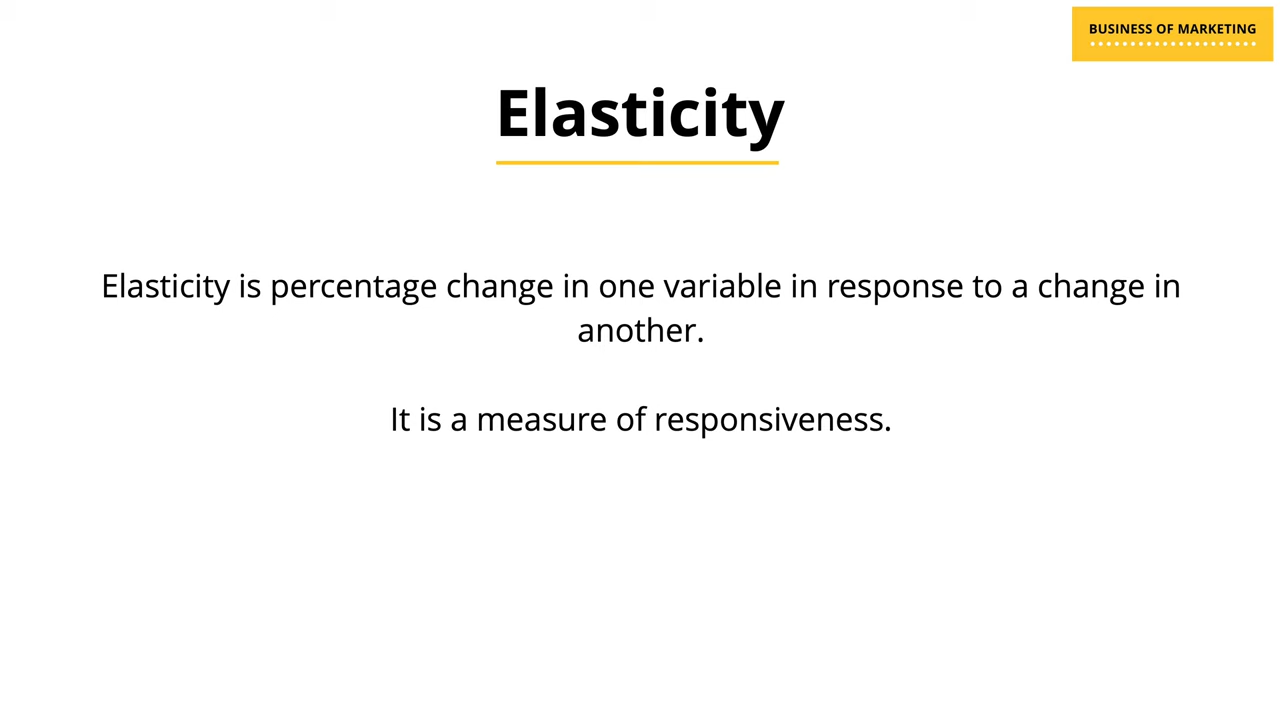 BUSINESS OF MARKETING
Elasticity
Elasticity is percentage change in one variable in response to a change in
another.
It is a measure of responsiveness.